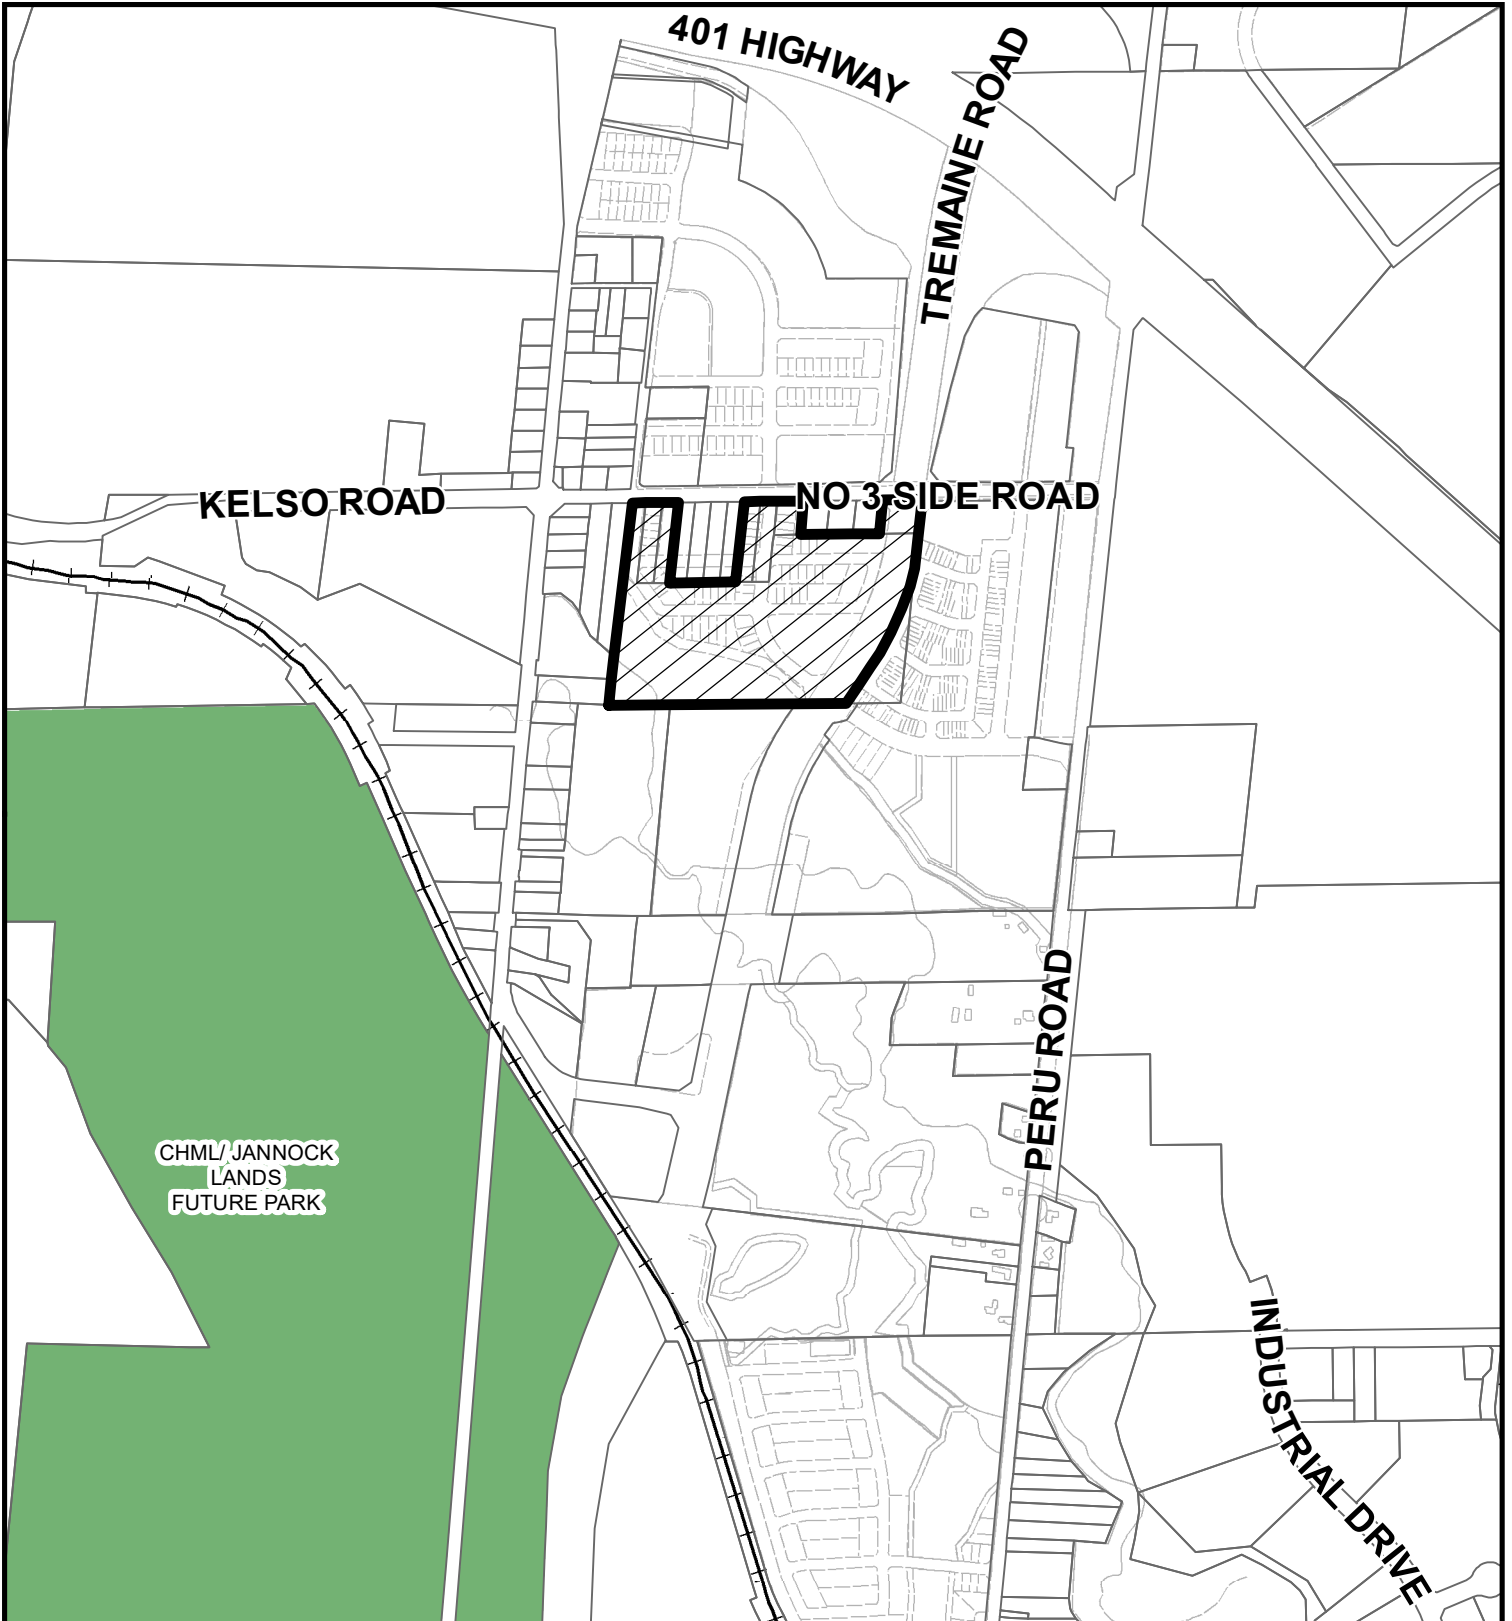 401 HIGHWAY
TREMAINE ROAD
KELSO ROAD
NO 3 SIDE ROAD
PERU ROAD
CHML/ JANNOCK
LANDS
FUTURE PARK
INDUSTRIAL DRIVE